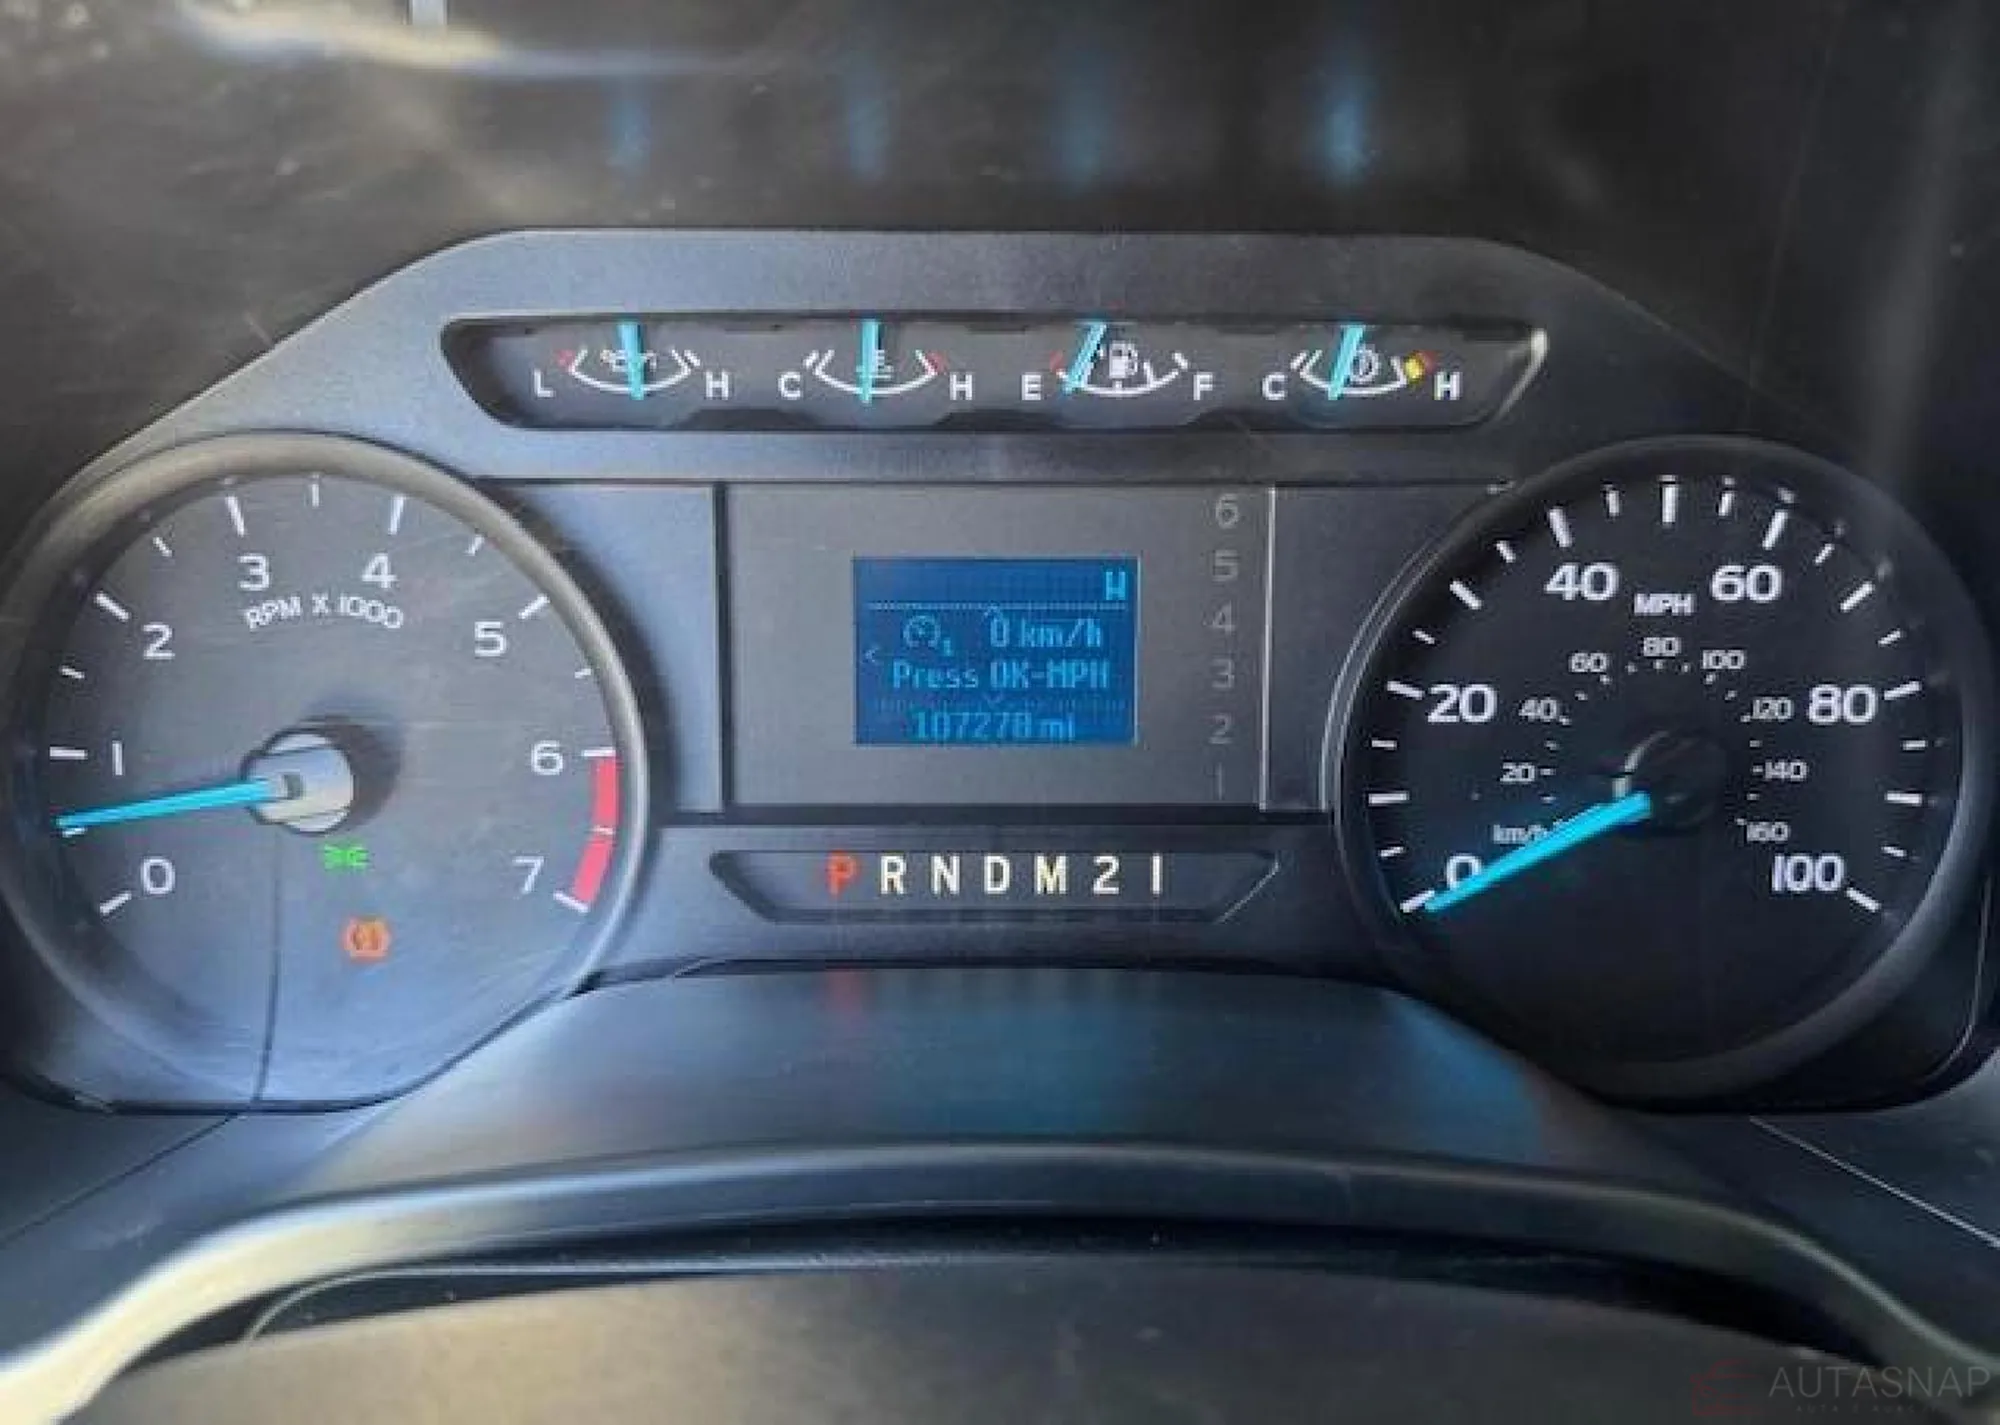 L H C H E F C H
3 4
RPM X 1000
2 5
1 6
0 7
6
5
4
3
2
1
W
0 km/h
Press OK-MPH
107278 mi
P R N D M 2 1
40 60
MPH
60 80 100
20 40 120 80
20 140
km/h 160
0 100
AUTASNAP